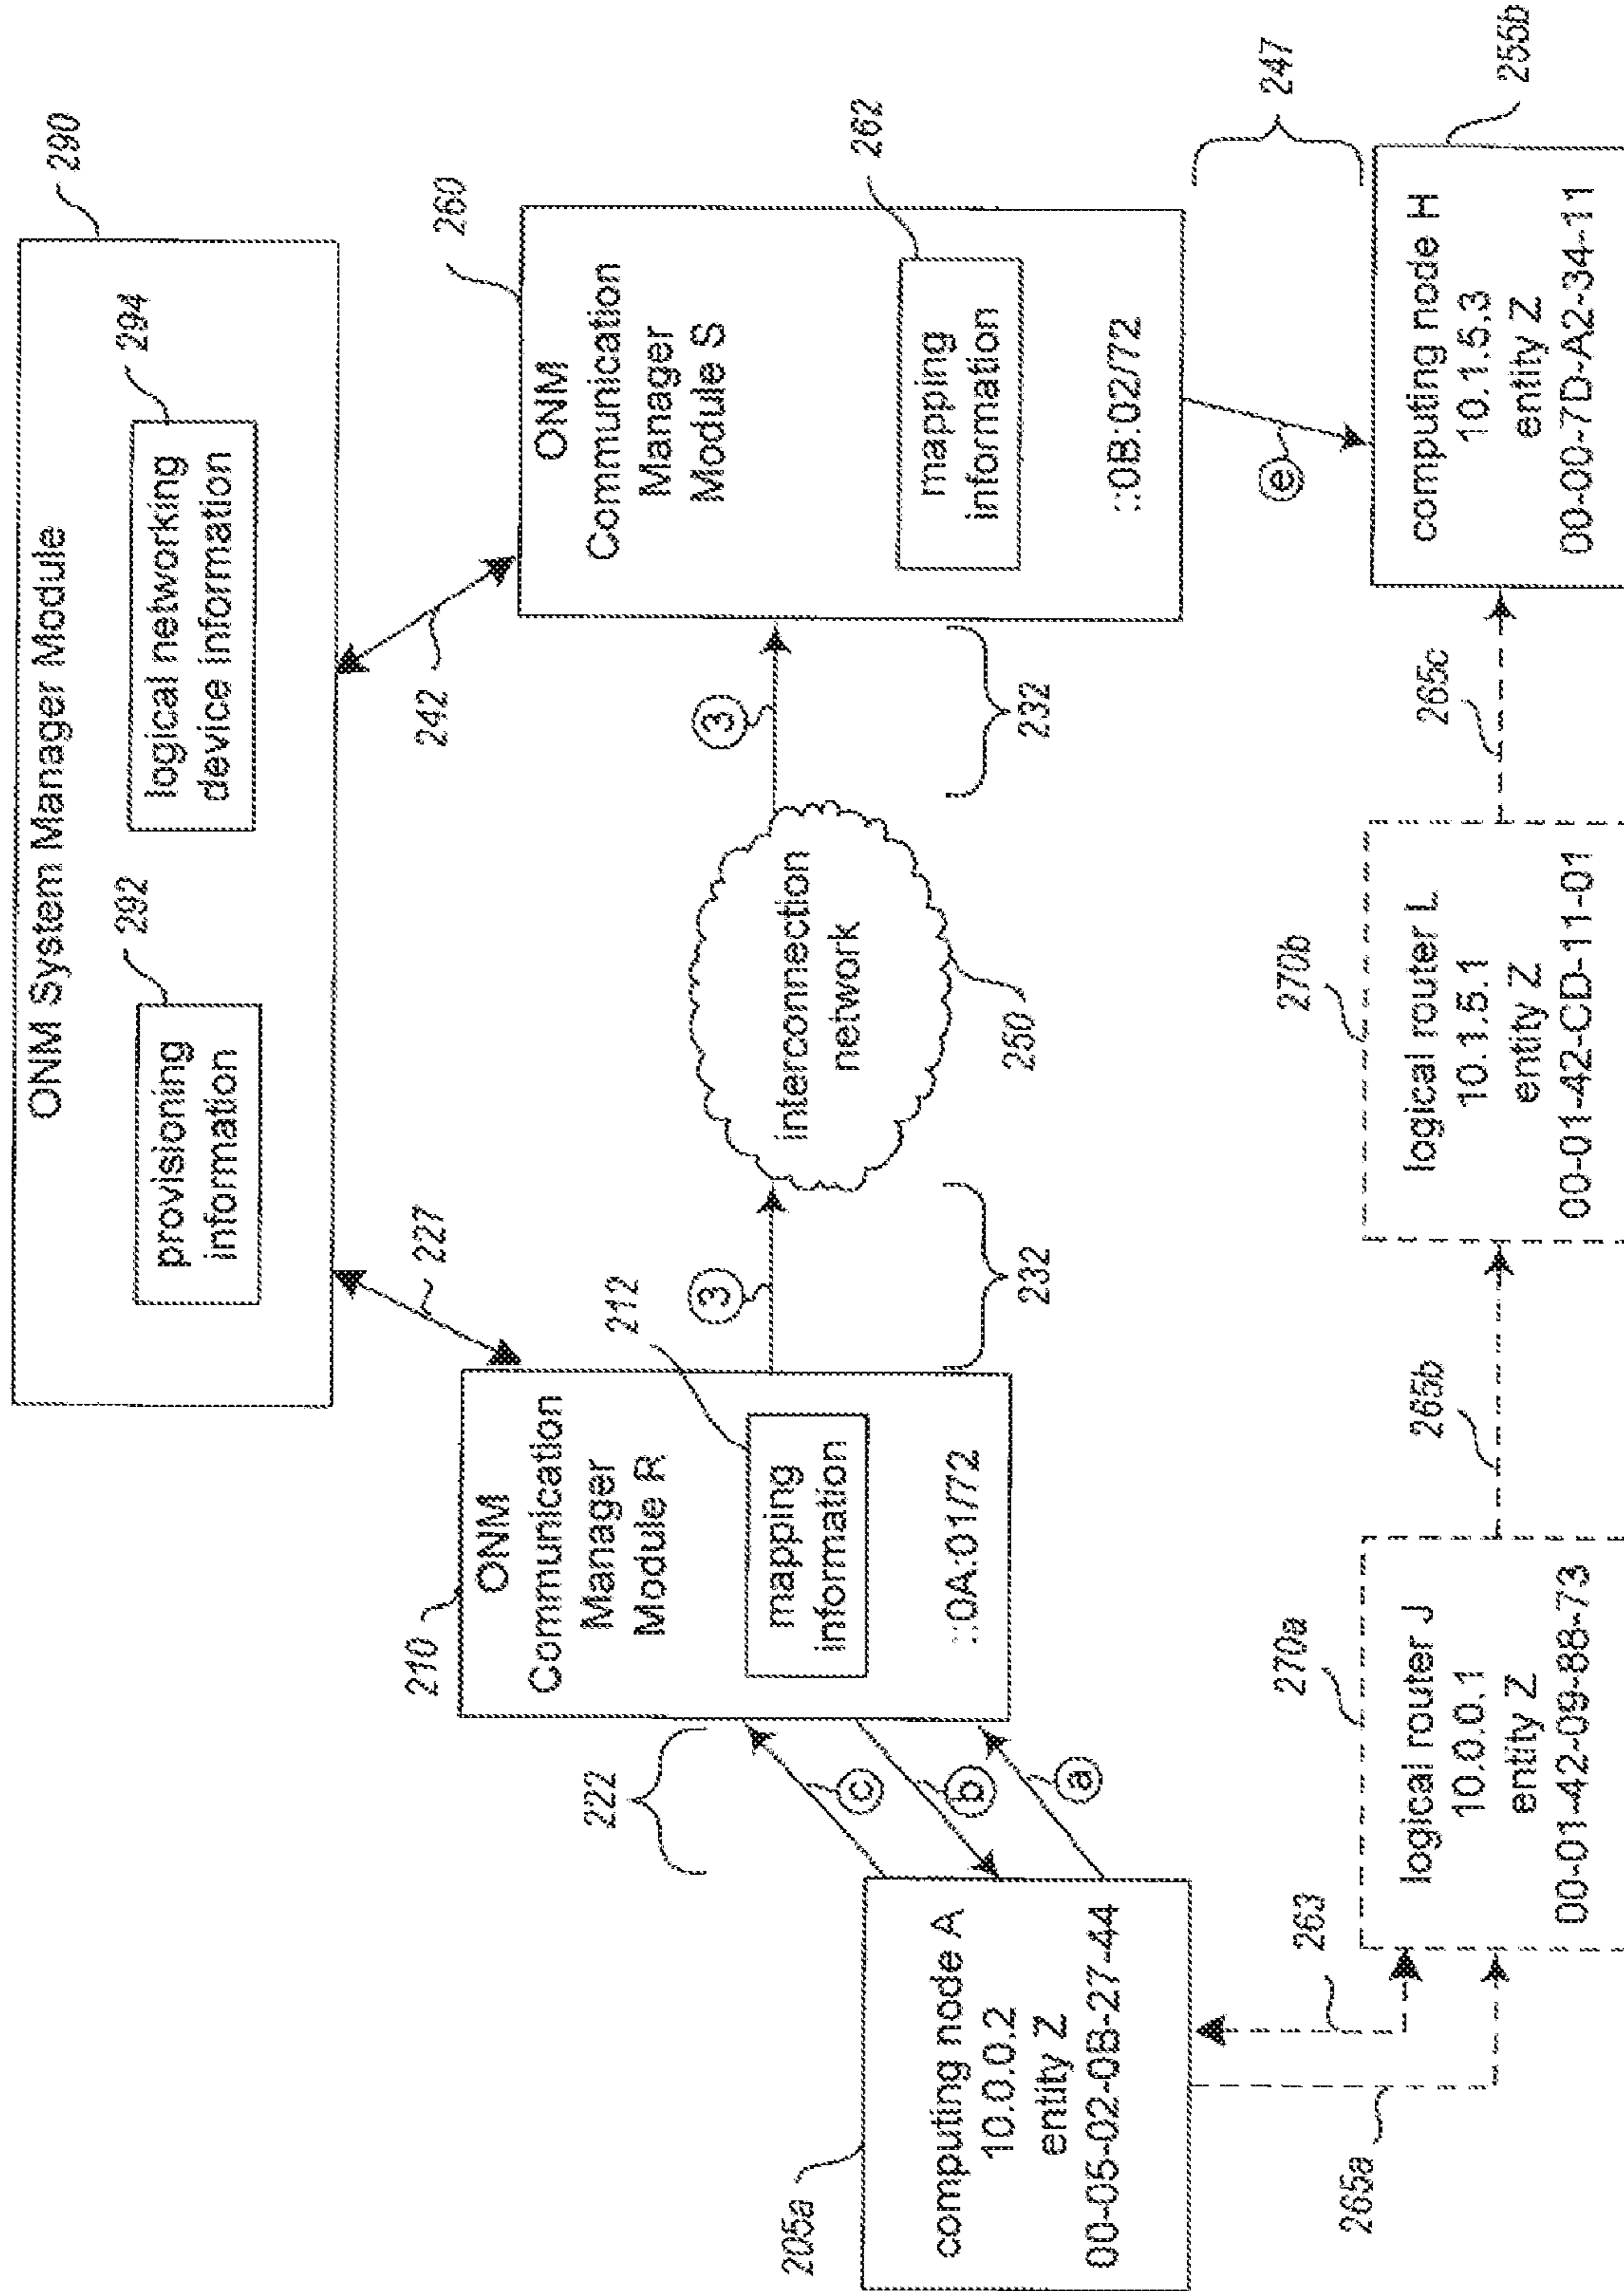 290
ONM System Manager Module
292
provisioning
information
294
logical networking
device information
227
242
210
ONM
Communication
Manager
Module R
212
mapping
information
::0A:01/72
3
232
interconnection
network
250
3
232
260
ONM
Communication
Manager
Module S
262
mapping
information
::0B:02/72
222
c
b
a
205a
computing node A
10.0.0.2
entity Z
00-05-02-0B-27-44
263
265a
270a
logical router J
10.0.0.1
entity Z
00-01-42-09-88-73
265b
270b
logical router L
10.1.5.1
entity Z
00-01-42-CD-11-01
265c
e
247
255b
computing node H
10.1.5.3
entity Z
00-00-7D-A2-34-11